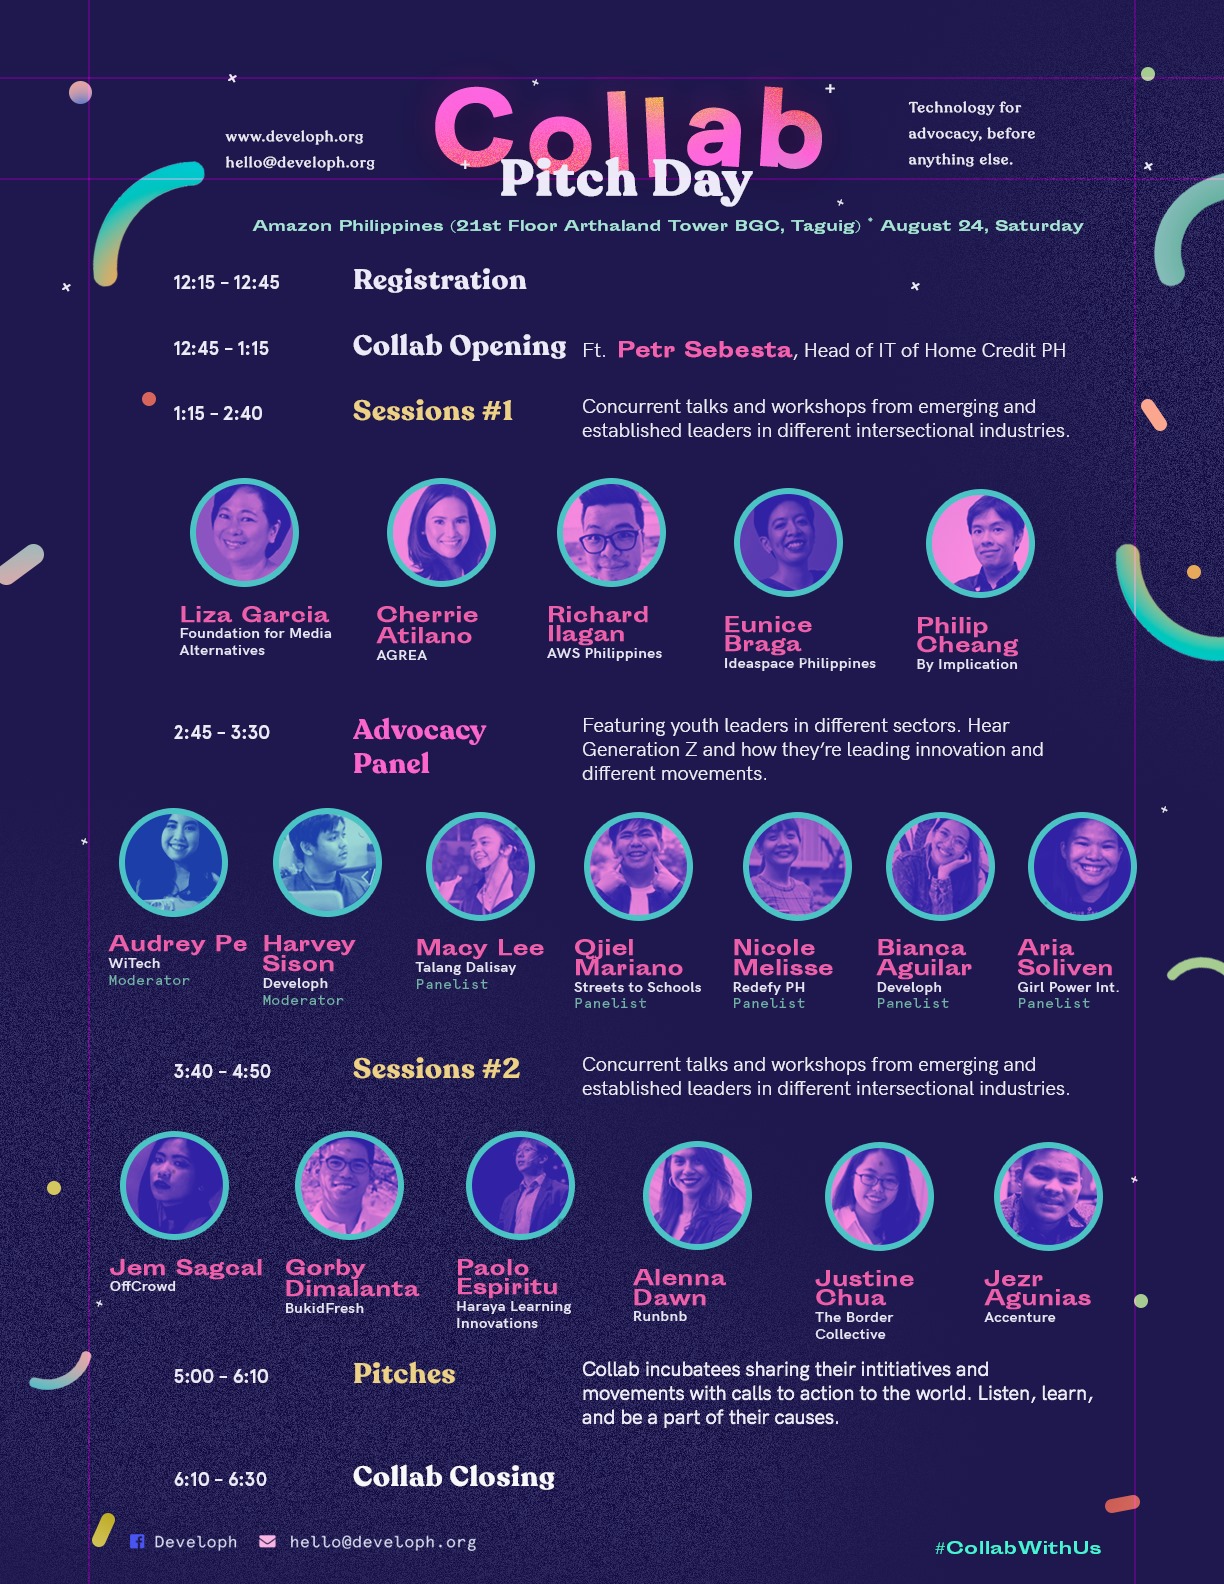 www.developh.org
hello@developh.org
Collab
Pitch Day
Technology for
advocacy, before
anything else.
Amazon Philippines (21st Floor Arthaland Tower BGC, Taguig) * August 24, Saturday
12:15 - 12:45 Registration
12:45 - 1:15 Collab Opening Ft. Petr Sebesta, Head of IT of Home Credit PH
1:15 - 2:40 Sessions #1 Concurrent talks and workshops from emerging and
established leaders in different intersectional industries.
Liza Garcia
Foundation for Media
Alternatives
Cherrie
Atilano
AGREA
Richard
Ilagan
AWS Philippines
Eunice
Braga
Ideaspace Philippines
Philip
Cheang
By Implication
2:45 - 3:30 Advocacy
Panel
Featuring youth leaders in different sectors. Hear
Generation Z and how they're leading innovation and
different movements.
Audrey Pe
WiTech
Moderator
Harvey
Sison
Developh
Moderator
Macy Lee
Talang Dalisay
Panelist
Qjiel
Mariano
Streets to Schools
Panelist
Nicole
Melisse
Redefy PH
Panelist
Bianca
Aguilar
Developh
Panelist
Aria
Soliven
Girl Power Int.
Panelist
3:40 - 4:50 Sessions #2 Concurrent talks and workshops from emerging and
established leaders in different intersectional industries.
Jem Sagcal
OffCrowd
Gorby
Dimalanta
BukidFresh
Paolo
Espiritu
Haraya Learning
Innovations
Alenna
Dawn
Runbnb
Justine
Chua
The Border
Collective
Jezr
Agunias
Accenture
5:00 - 6:10 Pitches Collab incubatees sharing their intitiatives and
movements with calls to action to the world. Listen, learn,
and be a part of their causes.
6:10 - 6:30 Collab Closing
Developh hello@developh.org
#CollabWithUs